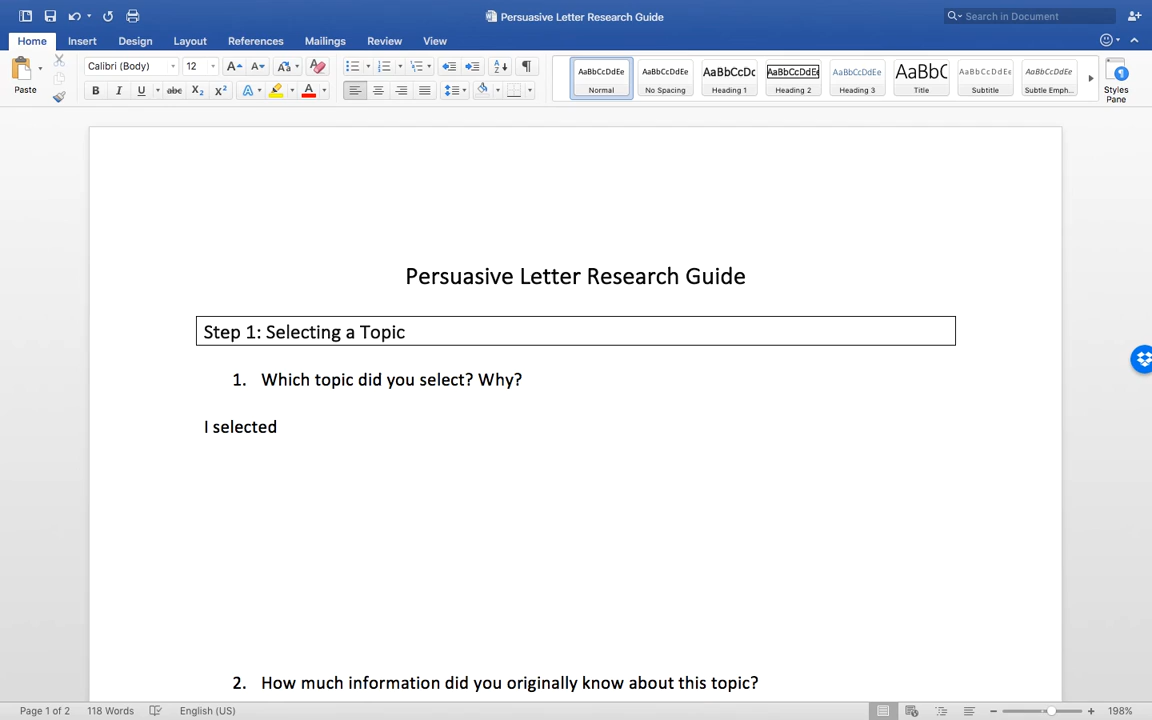 Persuasive Letter Research Guide
Search in Document
Home Insert Design Layout References Mailings Review View
Paste
Calibri (Body) 12
B I U abc X₂ X² A A
AaBbCcDdEe AaBbCcDdEe AaBbCcDc AaBbCcDdE AaBbCcDdEe AaBbC AaBbCcDdEe AaBbCcDdEe
Normal No Spacing Heading 1 Heading 2 Heading 3 Title Subtitle Subtle Emph...
Styles
Pane
Persuasive Letter Research Guide
Step 1: Selecting a Topic
1. Which topic did you select? Why?
I selected
2. How much information did you originally know about this topic?
Page 1 of 2 118 Words English (US) 198%